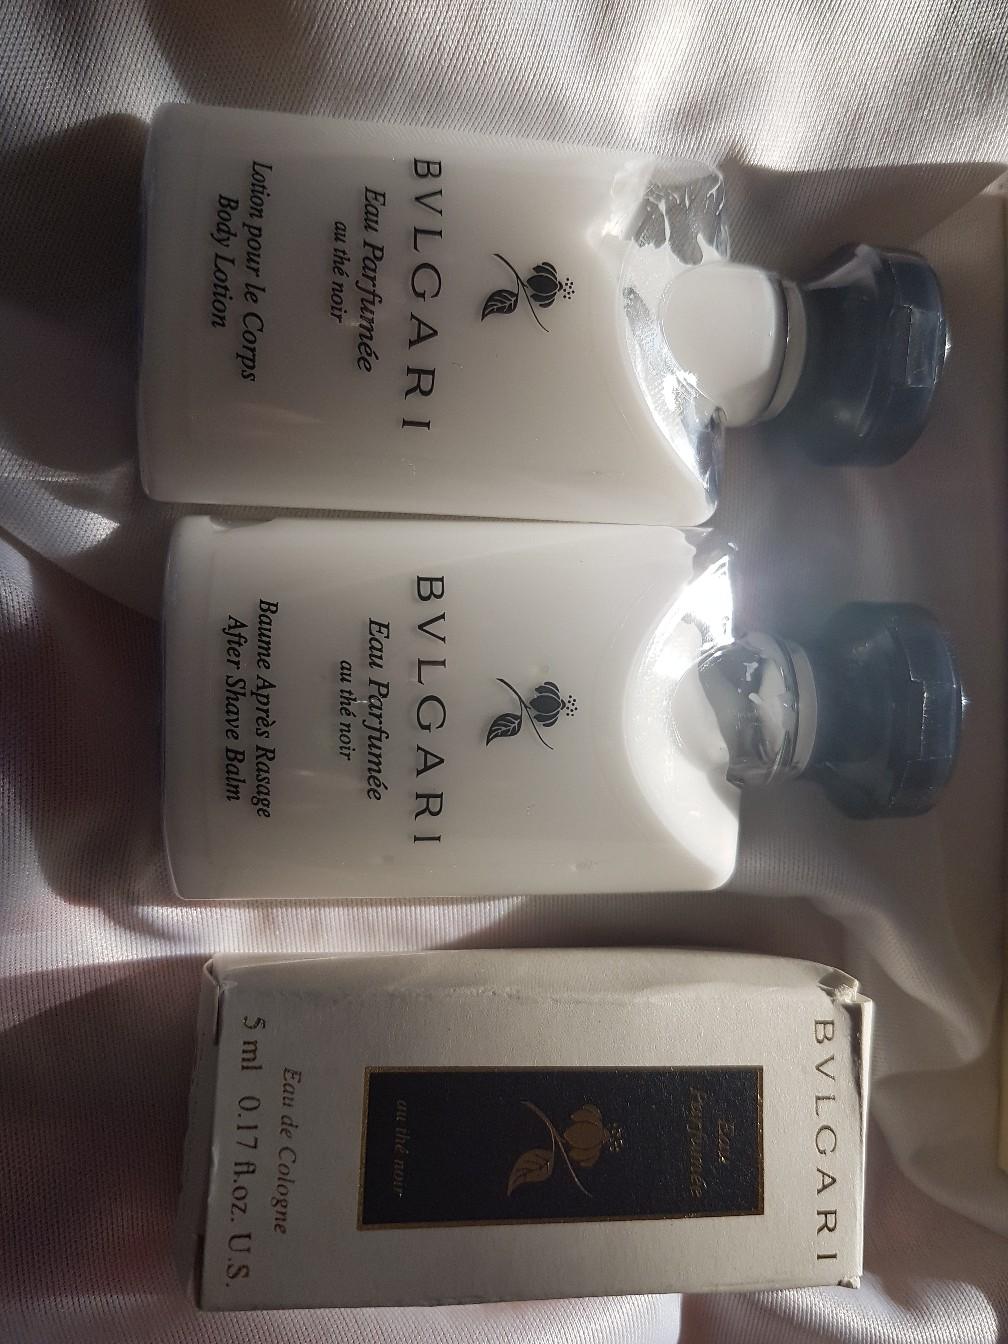 BVLGARI
Eau Parfumée
au thé noir
Lotion pour le Corps
Body Lotion
BVLGARI
Eau Parfumée
au thé noir
Baume Après Rasage
After Shave Balm
BVLGARI
Eau
Parfumée
au thé noir
Eau de Cologne
5 ml 0.17 fl.oz. U.S.